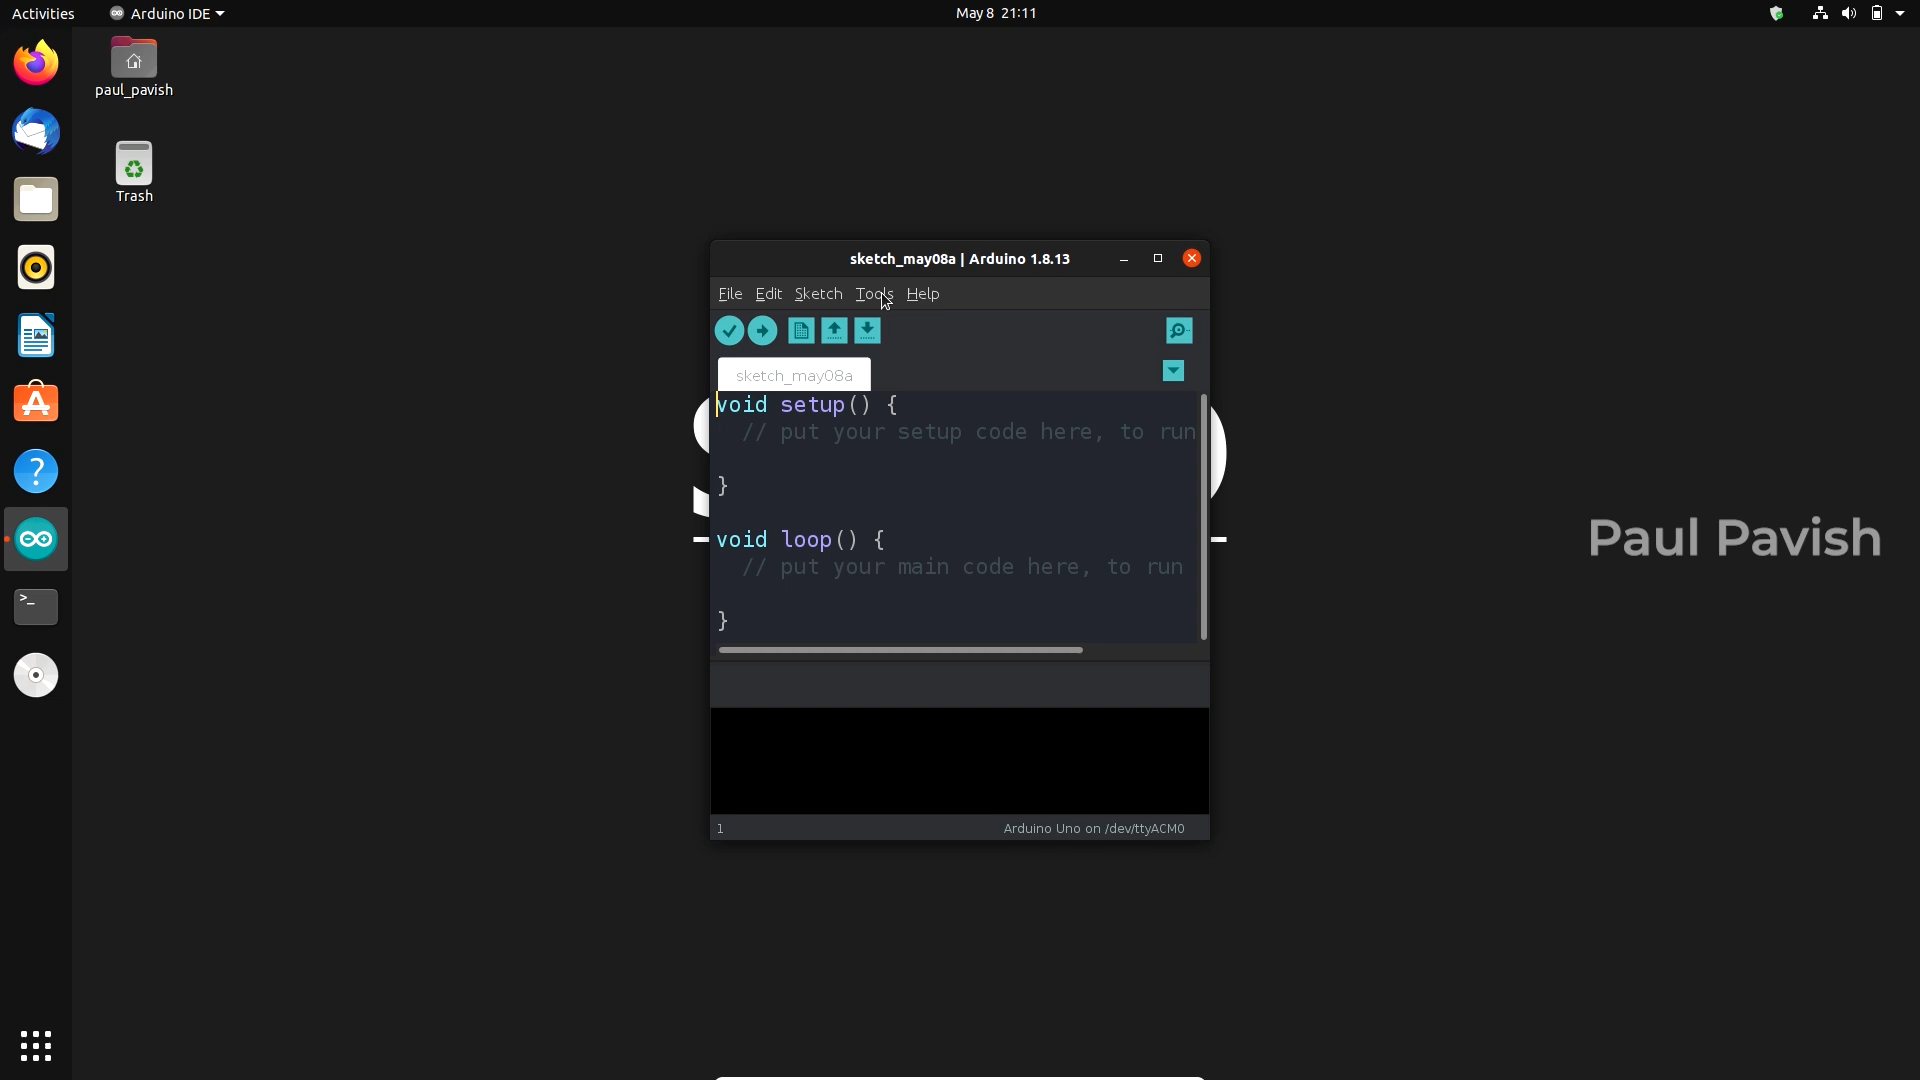 Activities
Arduino IDE
May 8 21:11
paul_pavish
Trash
sketch_may08a | Arduino 1.8.13
File Edit Sketch Tools Help
sketch_may08a
void setup() {
// put your setup code here, to run
}
void loop() {
// put your main code here, to run
}
1
Arduino Uno on /dev/ttyACM0
Paul Pavish